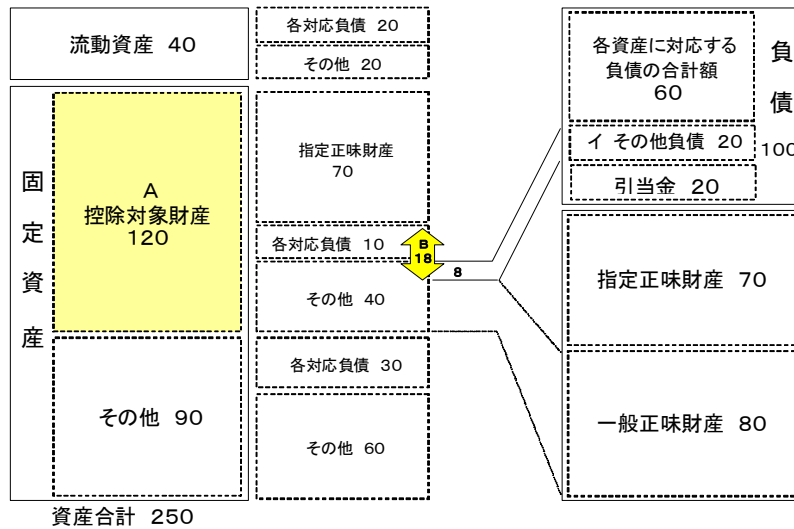 流動資産 40
固定資産
A
控除対象財産
120
その他 90
資産合計 250
各対応負債 20
その他 20
指定正味財産
70
各対応負債 10
その他 40
B
18
8
各対応負債 30
その他 60
各資産に対応する
負債の合計額
60
イ その他負債 20
引当金 20
負債
100
指定正味財産 70
一般正味財産 80